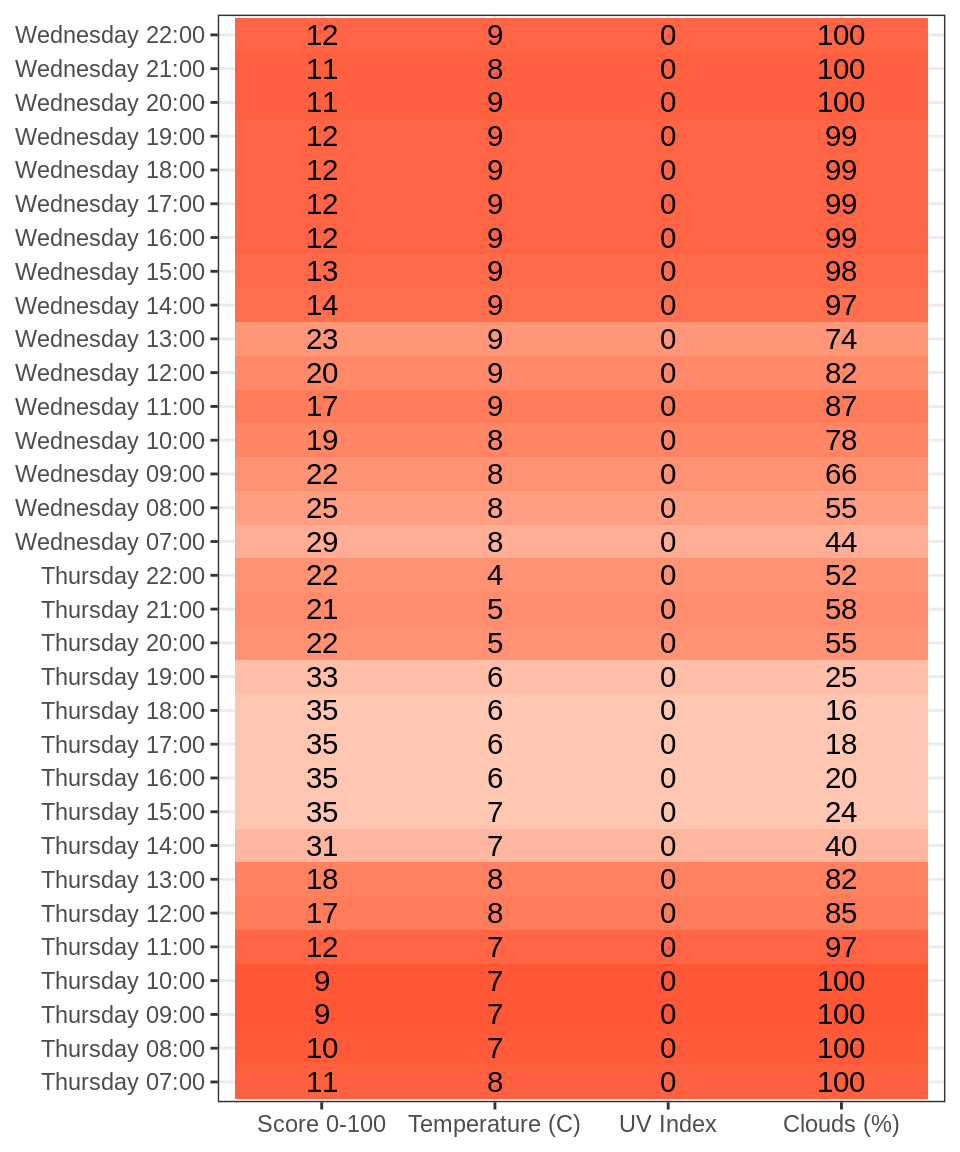 Wednesday 22:00 12 9 0 100
Wednesday 21:00 11 8 0 100
Wednesday 20:00 11 9 0 100
Wednesday 19:00 12 9 0 99
Wednesday 18:00 12 9 0 99
Wednesday 17:00 12 9 0 99
Wednesday 16:00 12 9 0 99
Wednesday 15:00 13 9 0 98
Wednesday 14:00 14 9 0 97
Wednesday 13:00 23 9 0 74
Wednesday 12:00 20 9 0 82
Wednesday 11:00 17 9 0 87
Wednesday 10:00 19 8 0 78
Wednesday 09:00 22 8 0 66
Wednesday 08:00 25 8 0 55
Wednesday 07:00 29 8 0 44
Thursday 22:00 22 4 0 52
Thursday 21:00 21 5 0 58
Thursday 20:00 22 5 0 55
Thursday 19:00 33 6 0 25
Thursday 18:00 35 6 0 16
Thursday 17:00 35 6 0 18
Thursday 16:00 35 6 0 20
Thursday 15:00 35 7 0 24
Thursday 14:00 31 7 0 40
Thursday 13:00 18 8 0 82
Thursday 12:00 17 8 0 85
Thursday 11:00 12 7 0 97
Thursday 10:00 9 7 0 100
Thursday 09:00 9 7 0 100
Thursday 08:00 10 7 0 100
Thursday 07:00 11 8 0 100
Score 0-100 Temperature (C) UV Index Clouds (%)